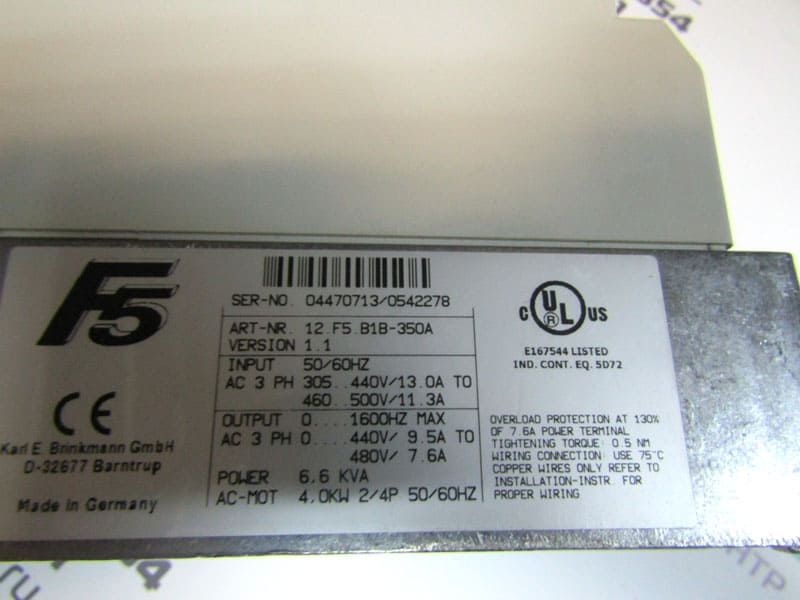 F5
SER-NO. 04470713/0542278
ART-NR. 12.F5.B1B-350A
VERSION 1.1
INPUT 50/60HZ
AC 3 PH 305..440V/13.0A TO
460..500V/11.3A
OUTPUT 0....1600HZ MAX
AC 3 PH 0....440V/ 9.5A TO
480V/ 7.6A
POWER 6.6 KVA
AC-MOT 4.0KW 2/4P 50/60HZ
CE
Karl E. Brinkmann GmbH
D-32677 Barntrup
Made in Germany
C UL US
®
E167544 LISTED
IND. CONT. EQ. 5D72
OVERLOAD PROTECTION AT 130%
OF 7.6A POWER TERMINAL
TIGHTENING TORQUE: 0.5 NM
WIRING CONNECTION: USE 75°C
COPPER WIRES ONLY REFER TO
INSTALLATION-INSTR. FOR
PROPER WIRING
354
4
ru
НТР